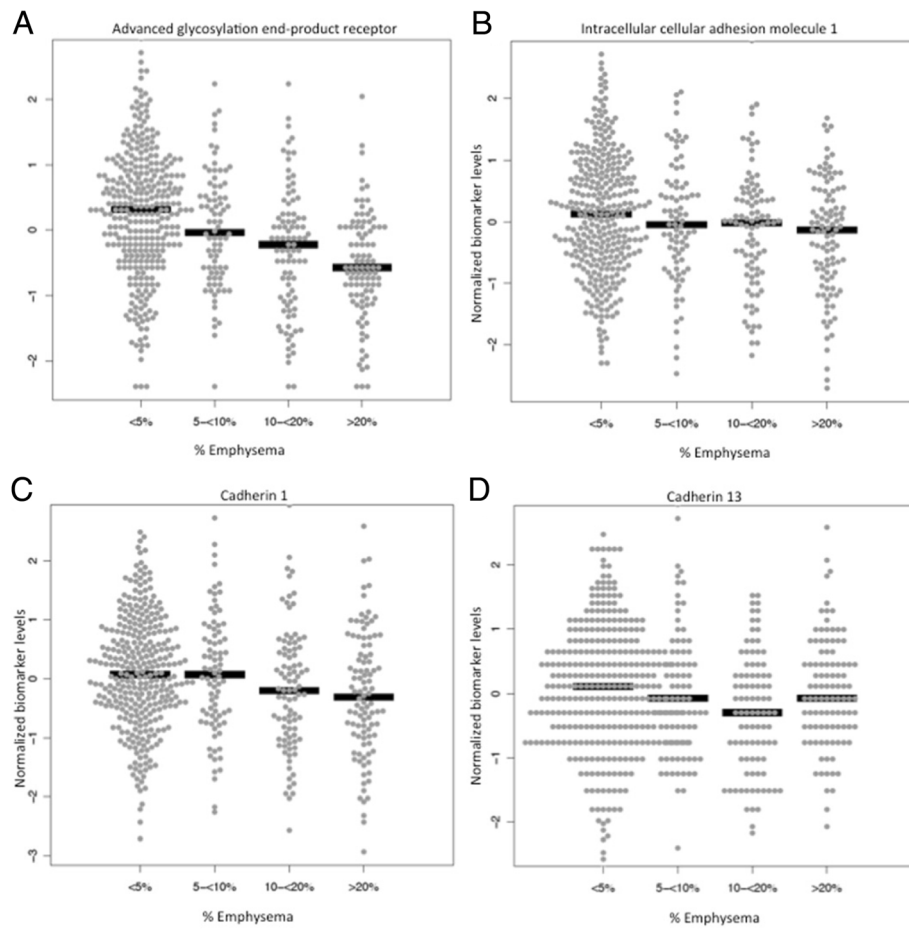 A
Advanced glycosylation end-product receptor
2
1
0
-1
-2
<5%
5-<10%
10-<20%
>20%
% Emphysema
B
Intracellular cellular adhesion molecule 1
Normalized biomarker levels
2
1
0
-1
-2
<5%
5-<10%
10-<20%
>20%
% Emphysema
C
Cadherin 1
Normalized biomarker levels
2
1
0
-1
-2
-3
<5%
5-<10%
10-<20%
>20%
% Emphysema
D
Cadherin 13
Normalized biomarker levels
2
1
0
-1
-2
<5%
5-<10%
10-<20%
>20%
% Emphysema